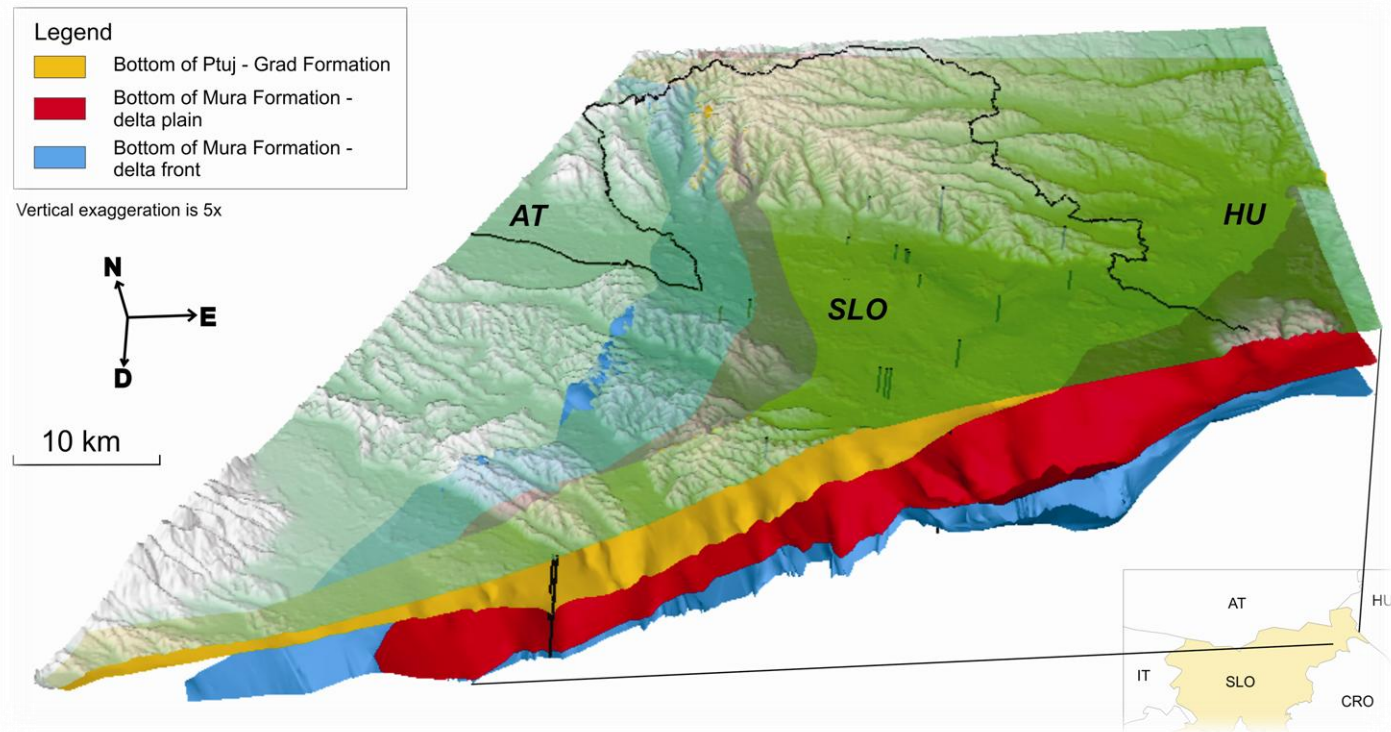 Legend
Bottom of Ptuj - Grad Formation
Bottom of Mura Formation -
delta plain
Bottom of Mura Formation -
delta front
Vertical exaggeration is 5x
N
E
D
10 km
AT
SLO
HU
AT
HU
IT
SLO
CRO